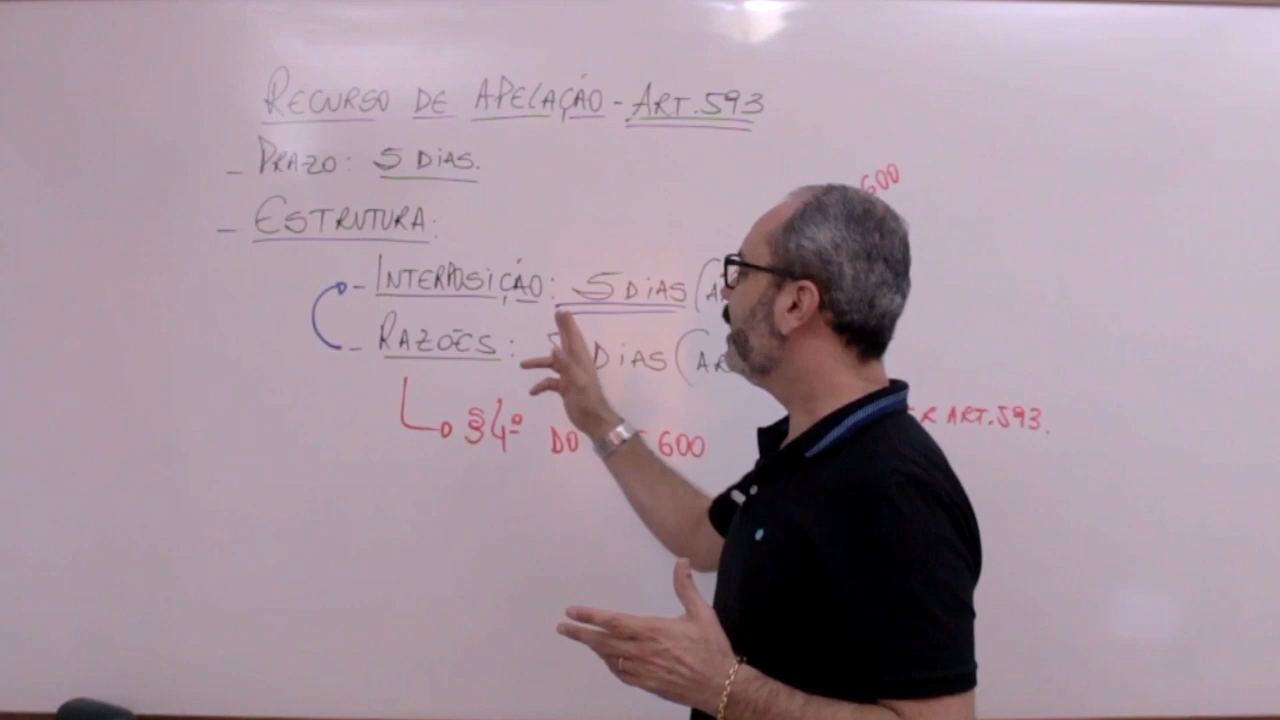 RECURSO DE APELAÇÃO - ART. 593
- PRAZO: 5 DIAS.
- ESTRUTURA:
600
- INTERPOSIÇÃO: 5 DIAS (A
- RAZÕES: DIAS (AR
R ART. 593.
§4º DO 600